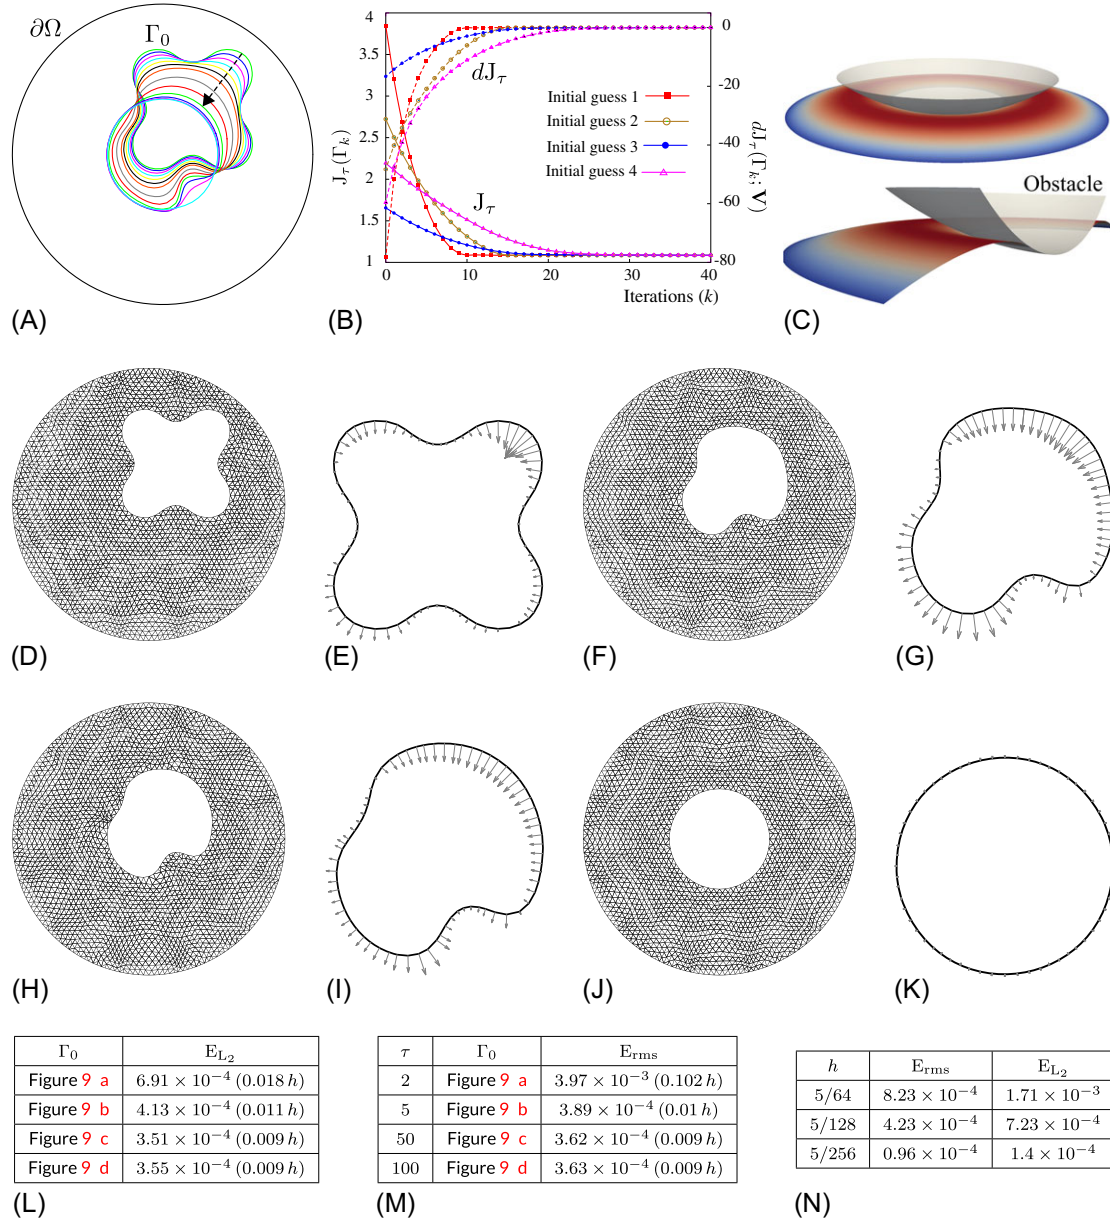 ∂Ω
Γ₀
(A)
4
3.5
3
2.5
2
1.5
1
J_τ(Γ_k)
dJ_τ
Initial guess 1
Initial guess 2
Initial guess 3
Initial guess 4
J_τ
0
-20
-40
-60
-80
dJ_τ(Γ_k; V)
0 10 20 30 40
Iterations (k)
(B)
Obstacle
(C)
(D)
(E)
(F)
(G)
(H)
(I)
(J)
(K)
Γ₀ E_L₂
Figure 9 a 6.91 × 10⁻⁴ (0.018 h)
Figure 9 b 4.13 × 10⁻⁴ (0.011 h)
Figure 9 c 3.51 × 10⁻⁴ (0.009 h)
Figure 9 d 3.55 × 10⁻⁴ (0.009 h)
(L)
τ Γ₀ E_rms
2 Figure 9 a 3.97 × 10⁻³ (0.102 h)
5 Figure 9 b 3.89 × 10⁻⁴ (0.01 h)
50 Figure 9 c 3.62 × 10⁻⁴ (0.009 h)
100 Figure 9 d 3.63 × 10⁻⁴ (0.009 h)
(M)
h E_rms E_L₂
5/64 8.23 × 10⁻⁴ 1.71 × 10⁻³
5/128 4.23 × 10⁻⁴ 7.23 × 10⁻⁴
5/256 0.96 × 10⁻⁴ 1.4 × 10⁻⁴
(N)